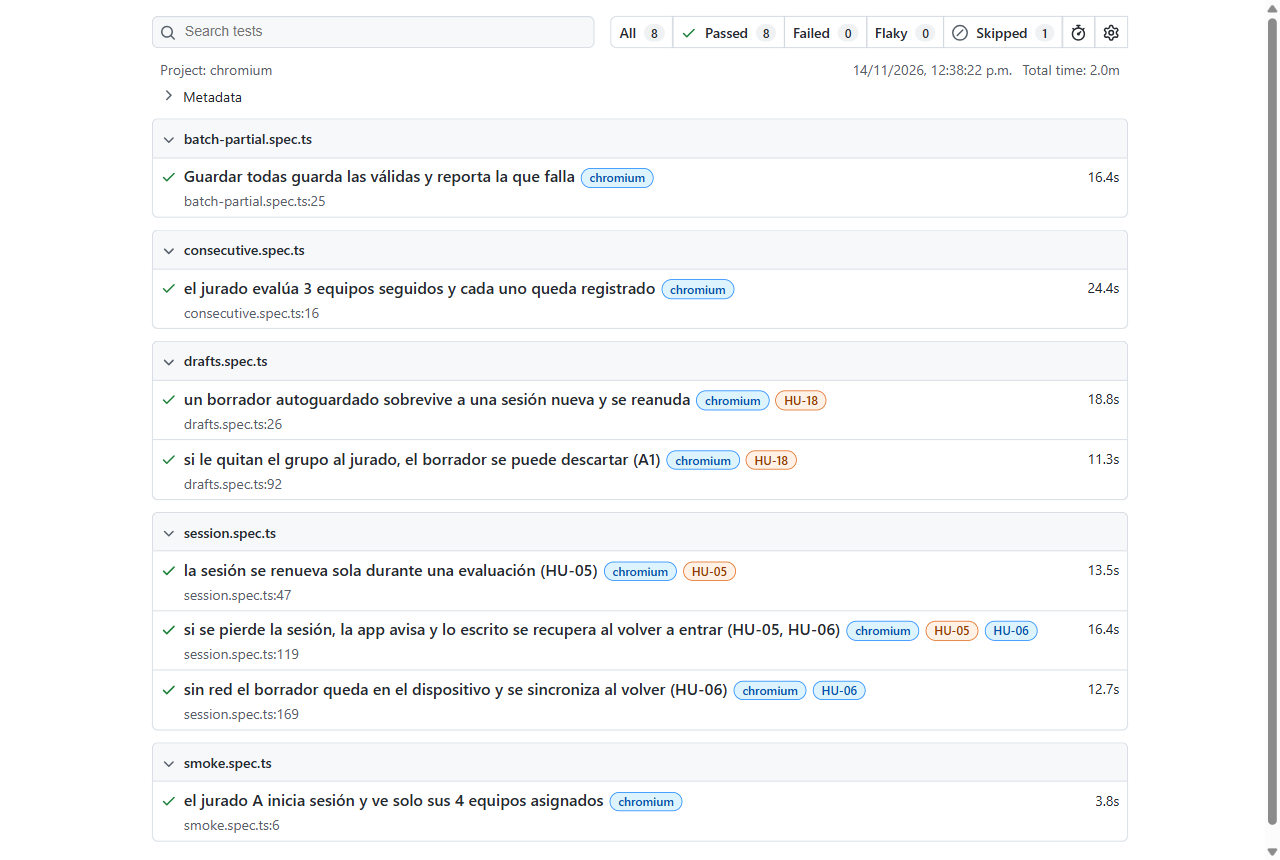 Search tests
All 8 Passed 8 Failed 0 Flaky 0 Skipped 1
Project: chromium 14/11/2026, 12:38:22 p.m. Total time: 2.0m
Metadata
batch-partial.spec.ts
Guardar todas guarda las válidas y reporta la que falla chromium 16.4s
batch-partial.spec.ts:25
consecutive.spec.ts
el jurado evalúa 3 equipos seguidos y cada uno queda registrado chromium 24.4s
consecutive.spec.ts:16
drafts.spec.ts
un borrador autoguardado sobrevive a una sesión nueva y se reanuda chromium HU-18 18.8s
drafts.spec.ts:26
si le quitan el grupo al jurado, el borrador se puede descartar (A1) chromium HU-18 11.3s
drafts.spec.ts:92
session.spec.ts
la sesión se renueva sola durante una evaluación (HU-05) chromium HU-05 13.5s
session.spec.ts:47
si se pierde la sesión, la app avisa y lo escrito se recupera al volver a entrar (HU-05, HU-06) chromium HU-05 HU-06 16.4s
session.spec.ts:119
sin red el borrador queda en el dispositivo y se sincroniza al volver (HU-06) chromium HU-06 12.7s
session.spec.ts:169
smoke.spec.ts
el jurado A inicia sesión y ve solo sus 4 equipos asignados chromium 3.8s
smoke.spec.ts:6